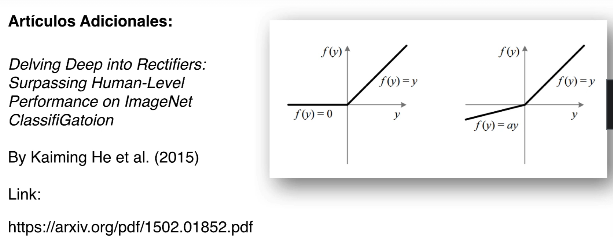 Artículos Adicionales:
Delving Deep into Rectifiers:
Surpassing Human-Level
Performance on ImageNet
ClassifiGatoion
By Kaiming He et al. (2015)
Link:
https://arxiv.org/pdf/1502.01852.pdf
f(y)
f(y) = y
f(y) = 0
y
f(y)
f(y) = y
f(y) = ay
y